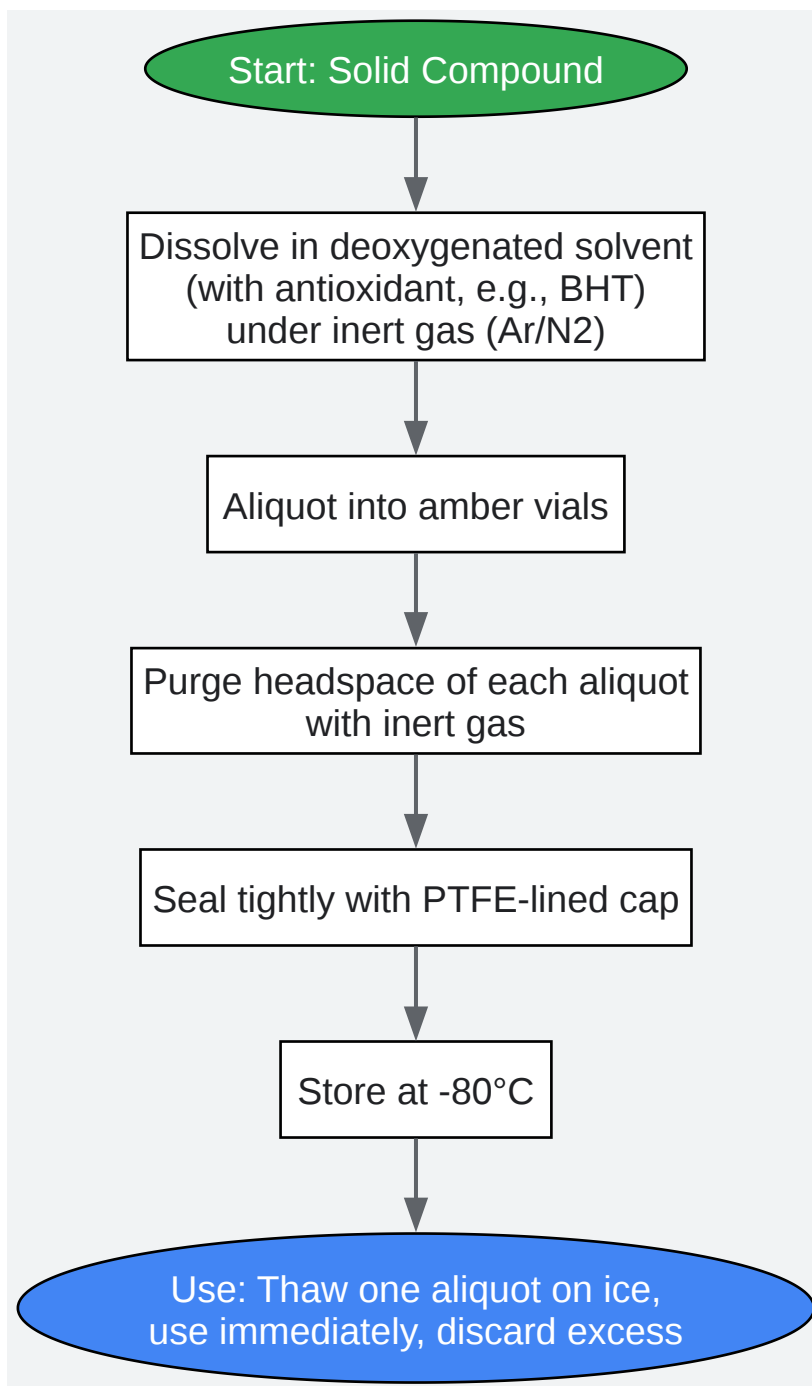 Start: Solid Compound
Dissolve in deoxygenated solvent
(with antioxidant, e.g., BHT)
under inert gas (Ar/N2)
Aliquot into amber vials
Purge headspace of each aliquot
with inert gas
Seal tightly with PTFE-lined cap
Store at -80°C
Use: Thaw one aliquot on ice,
use immediately, discard excess